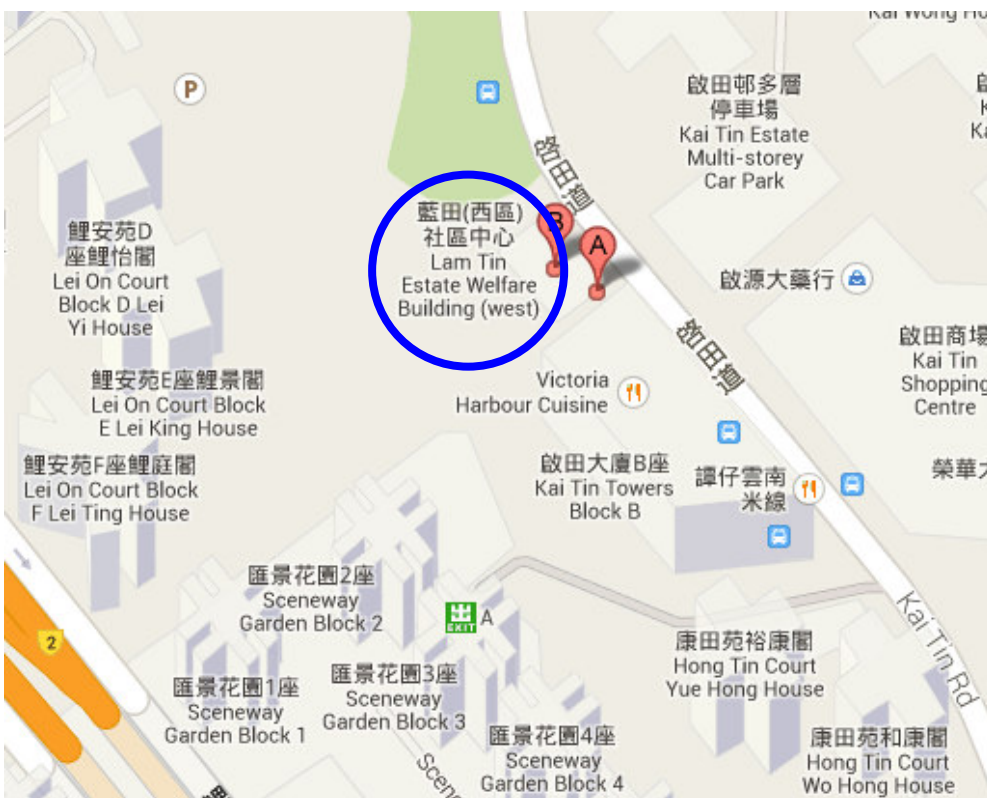 P
啟田邨多層
停車場
Kai Tin Estate
Multi-storey
Car Park
啟田道
藍田(西區)
社區中心
Lam Tin
Estate Welfare
Building (west)
B
A
鯉安苑D
座鯉怡閣
Lei On Court
Block D Lei
Yi House
啟源大藥行
啟田道
啟田商場
Kai Tin
Shopping
Centre
鯉安苑E座鯉景閣
Lei On Court Block
E Lei King House
Victoria
Harbour Cuisine
鯉安苑F座鯉庭閣
Lei On Court Block
F Lei Ting House
啟田大廈B座
Kai Tin Towers
Block B
譚仔雲南
米線
榮華
匯景花園2座
Sceneway
Garden Block 2
出
EXIT
A
2
Kai Tin Rd
康田苑裕康閣
Hong Tin Court
Yue Hong House
匯景花園1座
Sceneway
Garden Block 1
匯景花園3座
Sceneway
Garden Block 3
匯景花園4座
Sceneway
Garden Block 4
康田苑和康閣
Hong Tin Court
Wo Hong House